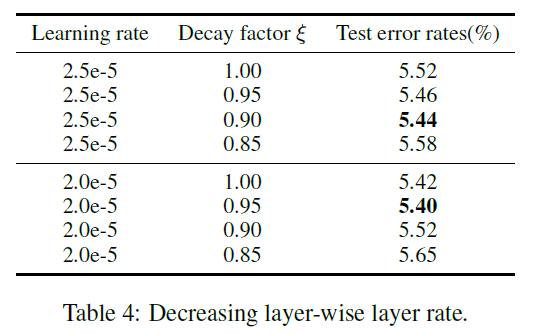 Learning rate Decay factor ξ Test error rates(%)
2.5e-5 1.00 5.52
2.5e-5 0.95 5.46
2.5e-5 0.90 5.44
2.5e-5 0.85 5.58
2.0e-5 1.00 5.42
2.0e-5 0.95 5.40
2.0e-5 0.90 5.52
2.0e-5 0.85 5.65
Table 4: Decreasing layer-wise layer rate.